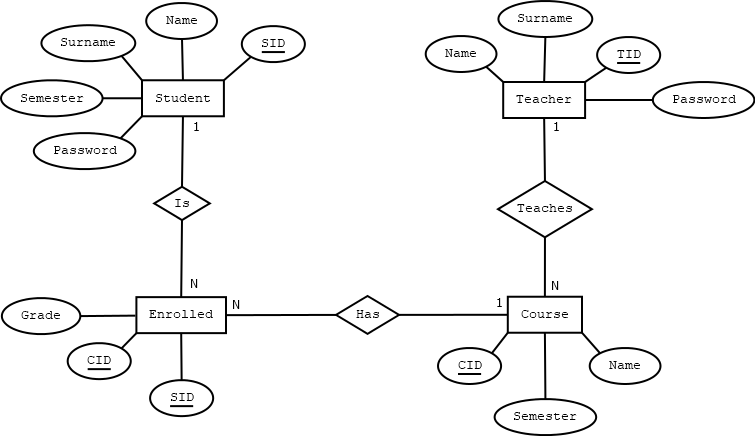 Name
Surname
SID
Semester
Student
Password
1
Is
N
Surname
Name
TID
Teacher
Password
1
Teaches
N
Grade
Enrolled
N
CID
SID
Has
1
Course
CID
Name
Semester